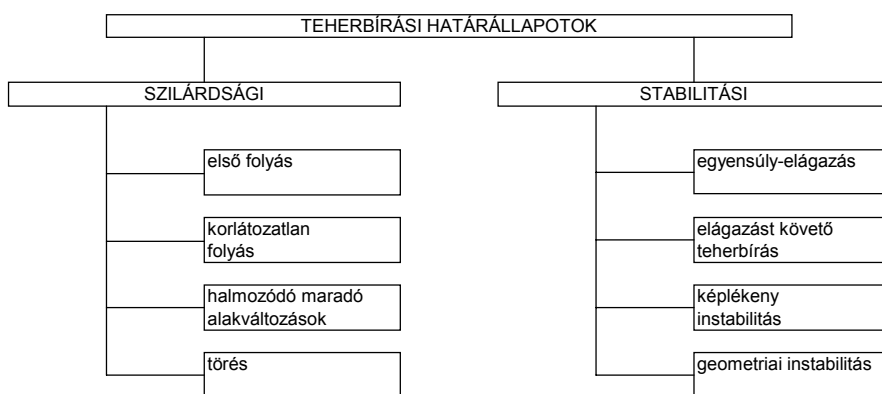 TEHERBÍRÁSI HATÁRÁLLAPOTOK
SZILÁRDSÁGI
első folyás
korlátozatlan
folyás
halmozódó maradó
alakváltozások
törés
STABILITÁSI
egyensúly-elágazás
elágazást követő
teherbírás
képlékeny
instabilitás
geometriai instabilitás